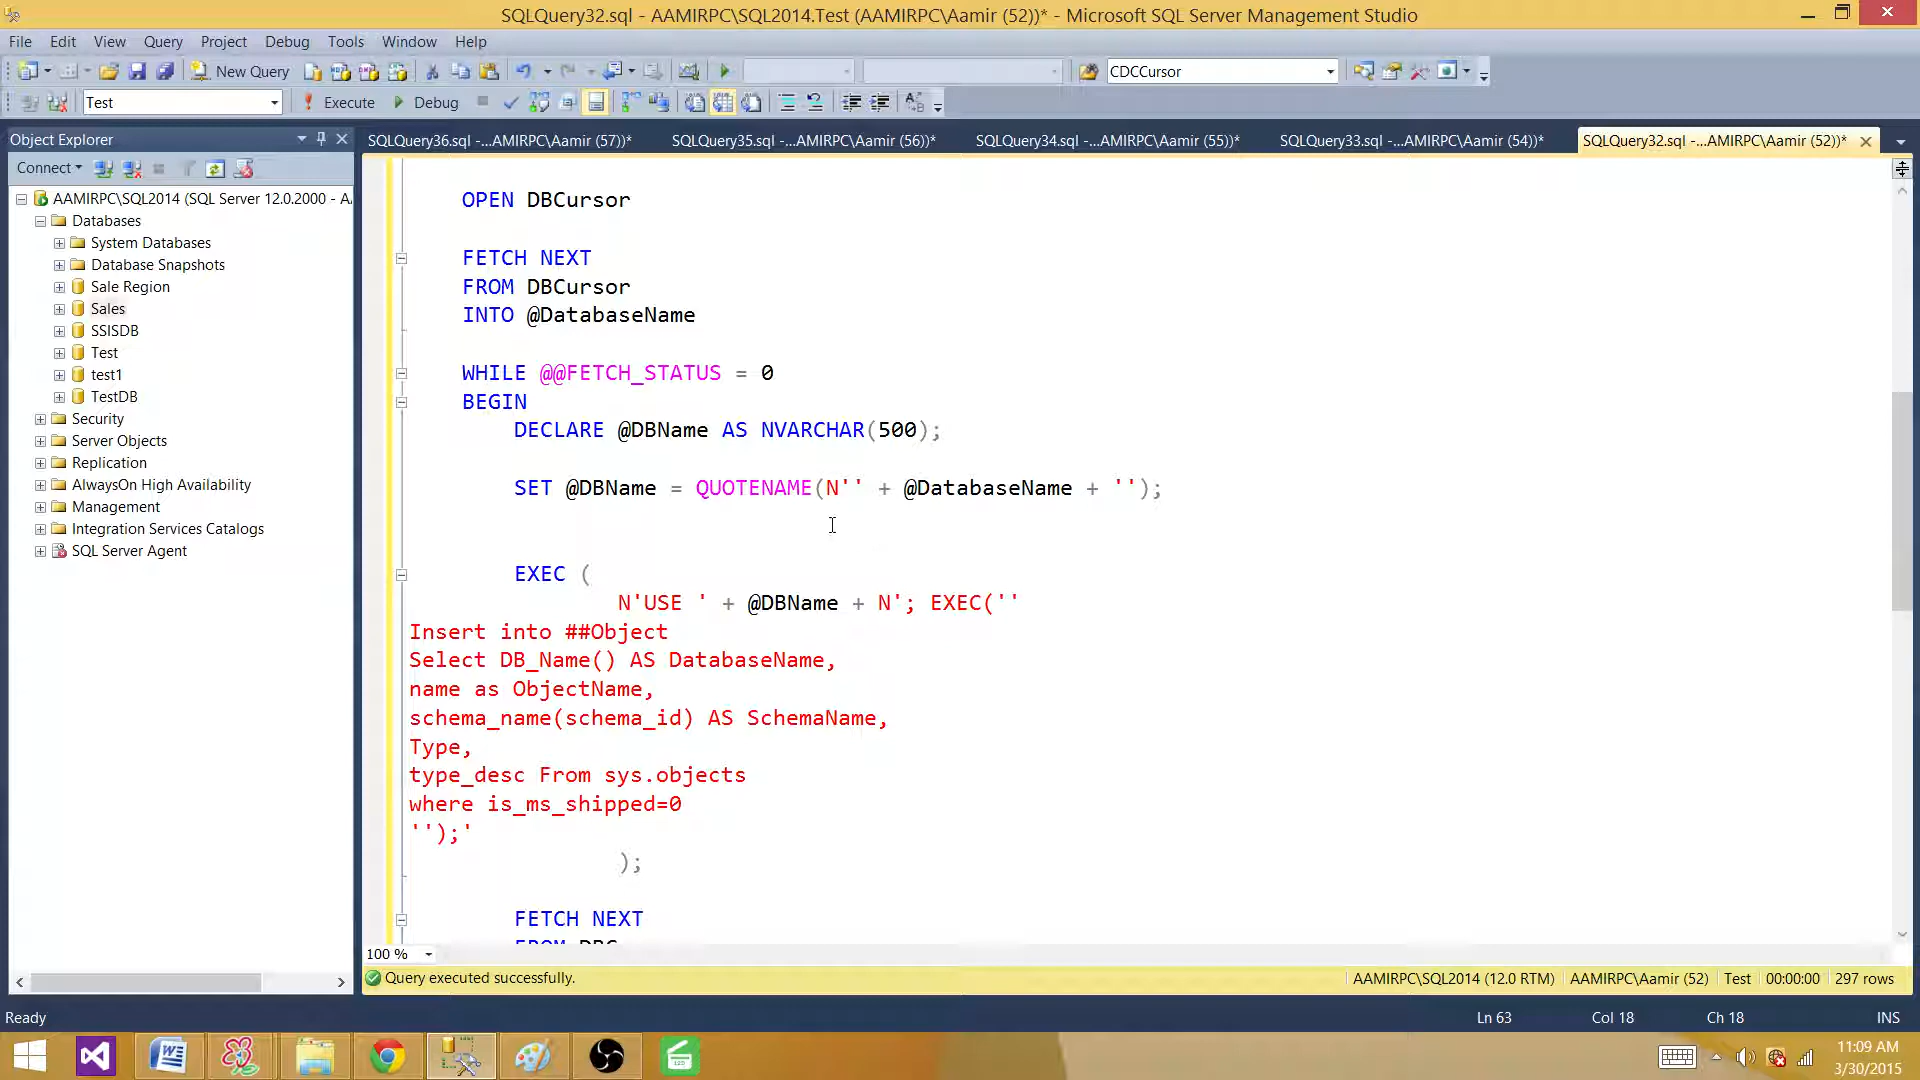 SQLQuery32.sql - AAMIRPC\SQL2014.Test (AAMIRPC\Aamir (52))* - Microsoft SQL Server Management Studio
File Edit View Query Project Debug Tools Window Help
New Query CDCCursor
Test Execute Debug
Object Explorer
SQLQuery36.sql -...AMIRPC\Aamir (57))* SQLQuery35.sql -...AMIRPC\Aamir (56))* SQLQuery34.sql -...AMIRPC\Aamir (55))* SQLQuery33.sql -...AMIRPC\Aamir (54))* SQLQuery32.sql -...AMIRPC\Aamir (52))*
Connect
AAMIRPC\SQL2014 (SQL Server 12.0.2000 - A
Databases
System Databases
Database Snapshots
Sale Region
Sales
SSISDB
Test
test1
TestDB
Security
Server Objects
Replication
AlwaysOn High Availability
Management
Integration Services Catalogs
SQL Server Agent
OPEN DBCursor
FETCH NEXT
FROM DBCursor
INTO @DatabaseName
WHILE @@FETCH_STATUS = 0
BEGIN
DECLARE @DBName AS NVARCHAR(500);
SET @DBName = QUOTENAME(N'' + @DatabaseName + '');
EXEC (
N'USE ' + @DBName + N'; EXEC(''
Insert into ##Object
Select DB_Name() AS DatabaseName,
name as ObjectName,
schema_name(schema_id) AS SchemaName,
Type,
type_desc From sys.objects
where is_ms_shipped=0
'');'
);
FETCH NEXT
100 %
Query executed successfully. AAMIRPC\SQL2014 (12.0 RTM) AAMIRPC\Aamir (52) Test 00:00:00 297 rows
Ready Ln 63 Col 18 Ch 18 INS
11:09 AM
3/30/2015